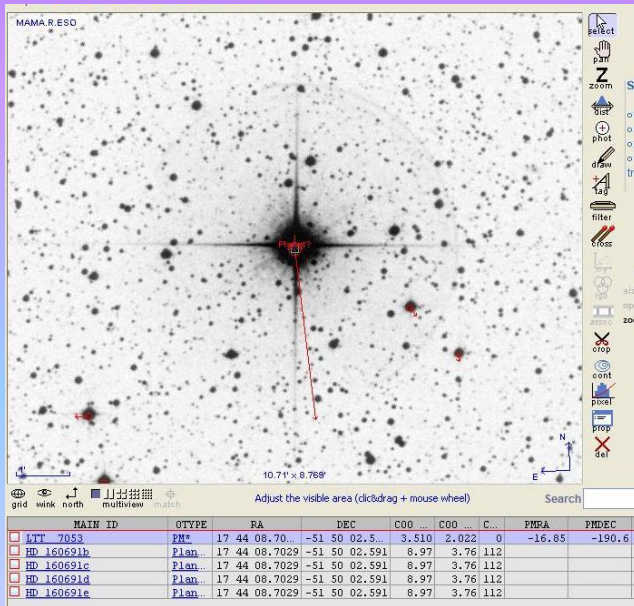 MAMA.R.ESO
select
pan
Z
zoom
dist
phot
draw
tag
filter
cross
rgb
assoc
crop
cont
pixel
prop
del
Planet?
1'
10.71' x 8.769'
N
E
grid wink north multiview match
Adjust the visible area (clic&drag + mouse wheel)
Search
MAIN ID OTYPE RA DEC COO ... COO ... C... PMRA PMDEC
LTT 7053 PM* 17 44 08.70... -51 50 02.5... 3.510 2.022 0 -16.85 -190.6
HD 160691b Plan... 17 44 08.7029 -51 50 02.591 8.97 3.76 112
HD 160691c Plan... 17 44 08.7029 -51 50 02.591 8.97 3.76 112
HD 160691d Plan... 17 44 08.7029 -51 50 02.591 8.97 3.76 112
HD 160691e Plan... 17 44 08.7029 -51 50 02.591 8.97 3.76 112